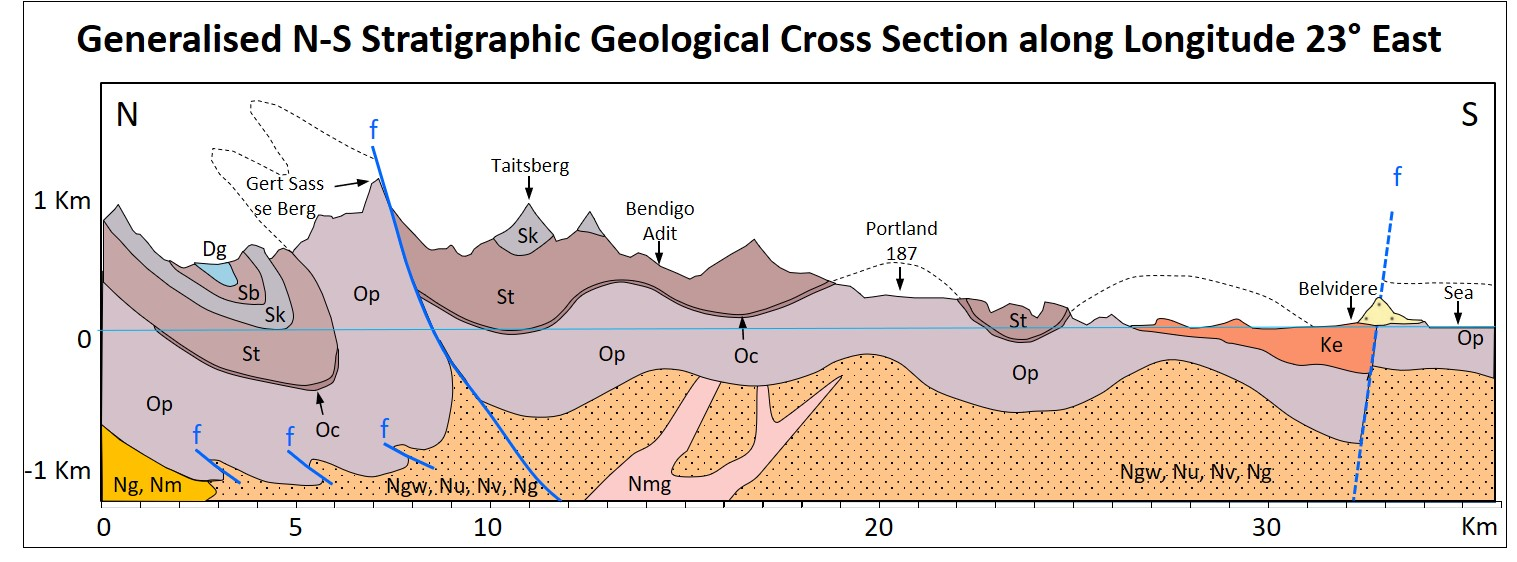 Generalised N-S Stratigraphic Geological Cross Section along Longitude 23° East
N
S
f
Taitsberg
f
Gert Sass
se Berg
1 Km
Bendigo
Adit
Portland
187
Dg
Sk
Sb
Op
St
Sk
Belvidere
Sea
0
St
Op
Oc
St
Op
Ke
Op
Op
Oc
f
f
f
-1 Km
Ng, Nm
Ngw, Nu, Nv, Ng
Nmg
Ngw, Nu, Nv, Ng
0
5
10
20
30
Km